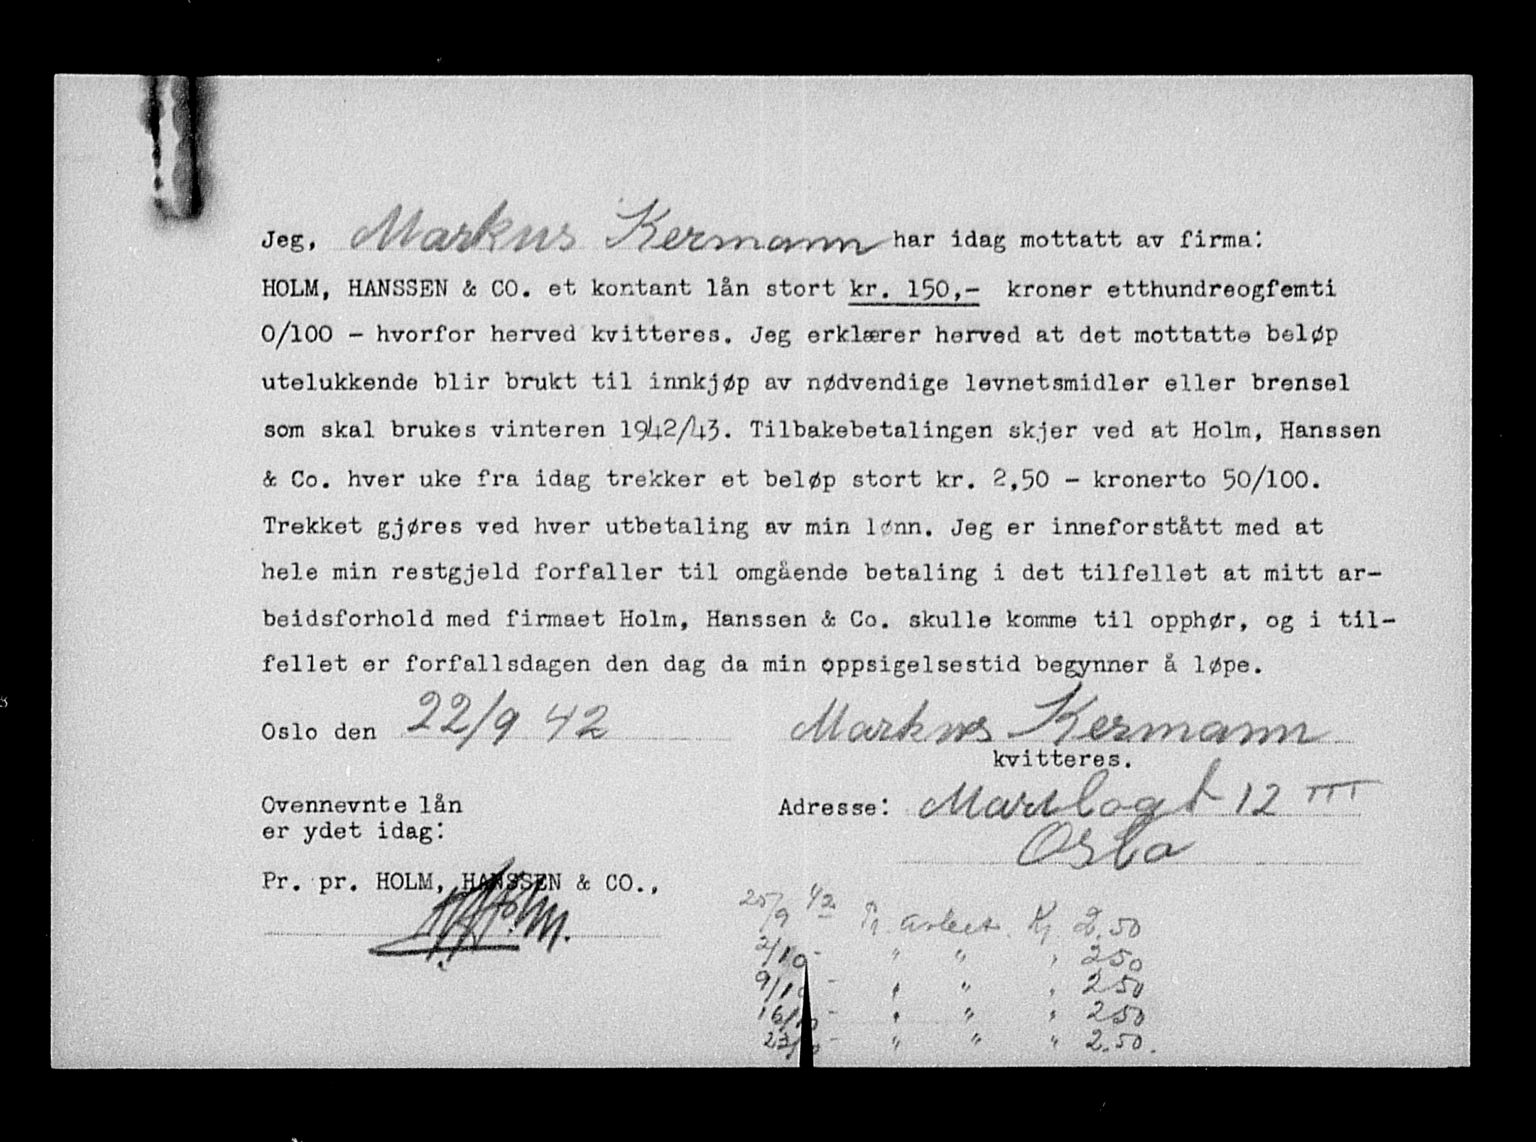 Jeg, Markus Kermann har idag mottatt av firma:
HOLM, HANSSEN & CO. et kontant lån stort kr. 150,- kroner etthundreogfemti
0/100 - hvorfor herved kvitteres. Jeg erklærer herved at det mottatte beløp
utelukkende blir brukt til innkjøp av nødvendige levnetsmidler eller brensel
som skal brukes vinteren 1942/43. Tilbakebetalingen skjer ved at Holm, Hanssen
& Co. hver uke fra idag trekker et beløp stort kr. 2,50 - kronerto 50/100.
Trekket gjøres ved hver utbetaling av min lønn. Jeg er inneforstått med at
hele min restgjeld forfaller til omgående betaling i det tilfellet at mitt ar-
beidsforhold med firmaet Holm, Hanssen & Co. skulle komme til opphør, og i til-
fellet er forfallsdagen den dag da min oppsigelsestid begynner å løpe.
Oslo den 22/9 42 Markus Kermann
kvitteres.
Ovennevnte lån
er ydet idag:
Adresse: 12 III
Oslo
Pr. pr. HOLM, HANSSEN & CO.,
25/9 42 Kr 2.50
2/10 - " " , 250
9/10 - " " , 250
16/10 - " " , 250
23/10 - " " " 2.50.